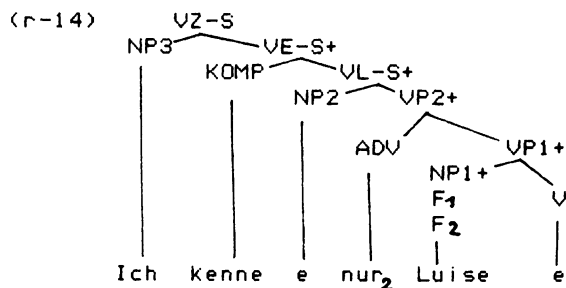 (r-14) VZ-S
NP3 VE-S+
KOMP VL-S+
NP2 VP2+
ADV VP1+
NP1+
F₁ V
F₂
Ich kenne e nur₂ Luise e